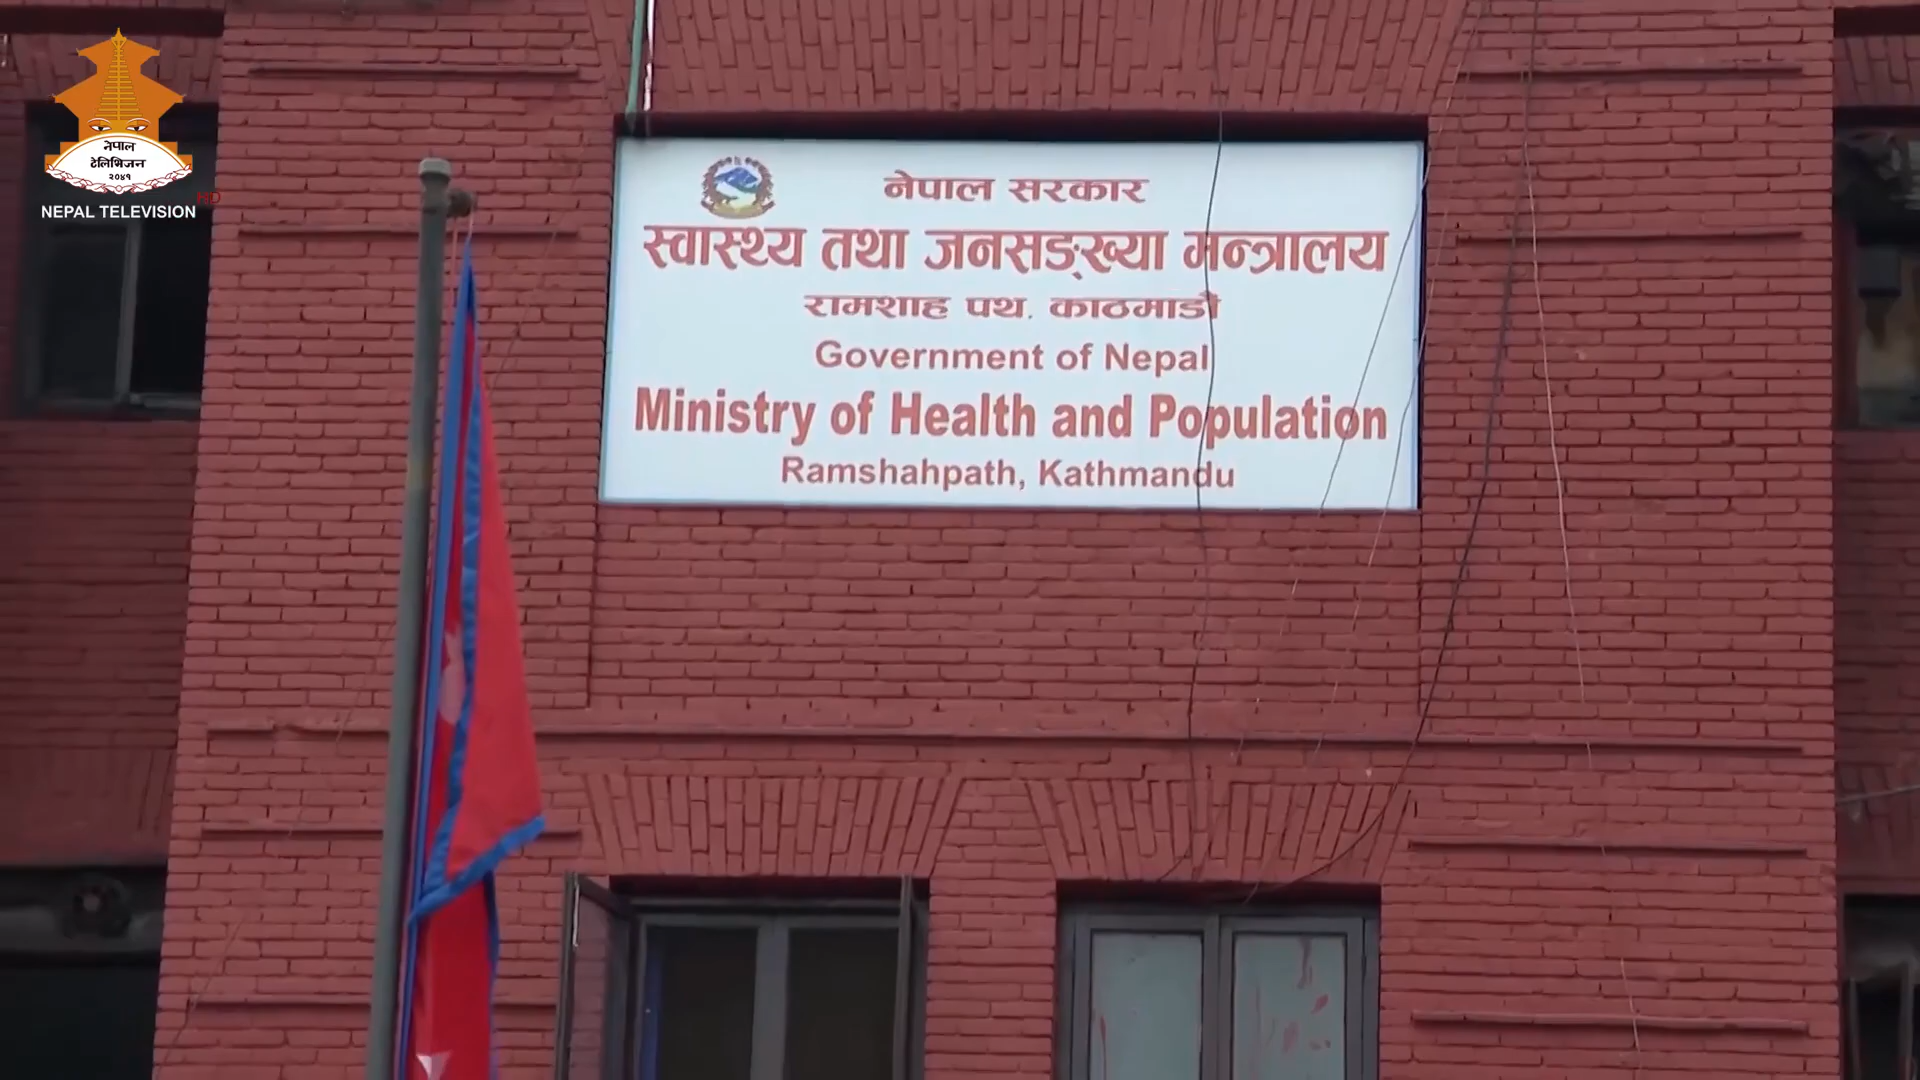 नेपाल
टेलिभिजन
२०४१
HD
NEPAL TELEVISION
नेपाल सरकार
स्वास्थ्य तथा जनसङ्ख्या मन्त्रालय
रामशाह पथ, काठमाडौं
Government of Nepal
Ministry of Health and Population
Ramshahpath, Kathmandu